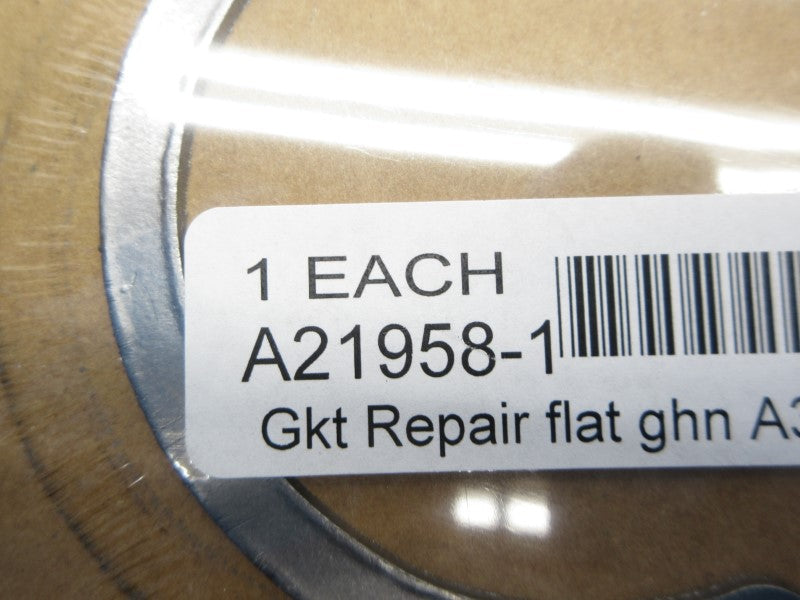 1 EACH
A21958-1
Gkt Repair flat ghn